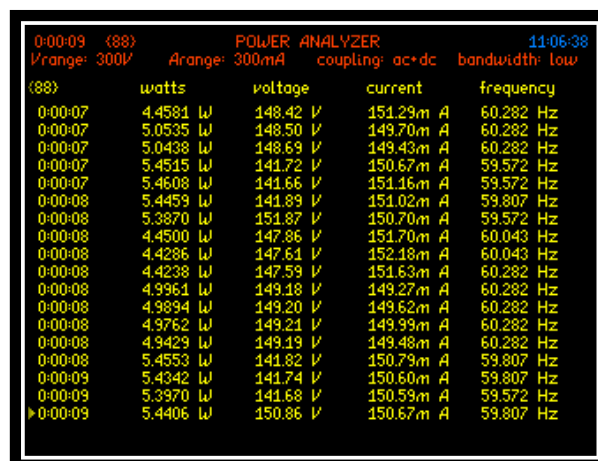 0:00:09 (88) POWER ANALYZER 11:06:38
Vrange: 300V Arange: 300mA coupling: ac+dc bandwidth: low
(88) watts voltage current frequency
0:00:07 4.4581 W 148.42 V 151.29m A 60.282 Hz
0:00:07 5.0535 W 148.50 V 149.70m A 60.282 Hz
0:00:07 5.0438 W 148.69 V 149.43m A 60.282 Hz
0:00:07 5.4515 W 141.72 V 150.67m A 59.572 Hz
0:00:07 5.4608 W 141.66 V 151.16m A 59.572 Hz
0:00:08 5.4459 W 141.89 V 151.02m A 59.807 Hz
0:00:08 5.3870 W 151.87 V 150.70m A 59.572 Hz
0:00:08 4.4500 W 147.86 V 151.70m A 60.043 Hz
0:00:08 4.4286 W 147.61 V 152.18m A 60.043 Hz
0:00:08 4.4238 W 147.59 V 151.63m A 60.282 Hz
0:00:08 4.9961 W 149.18 V 149.27m A 60.282 Hz
0:00:08 4.9894 W 149.20 V 149.62m A 60.282 Hz
0:00:08 4.9762 W 149.21 V 149.99m A 60.282 Hz
0:00:08 4.9429 W 149.19 V 149.48m A 60.282 Hz
0:00:08 5.4553 W 141.82 V 150.79m A 59.807 Hz
0:00:09 5.4342 W 141.74 V 150.60m A 59.807 Hz
0:00:09 5.3970 W 141.68 V 150.59m A 59.572 Hz
0:00:09 5.4406 W 150.86 V 150.67m A 59.807 Hz